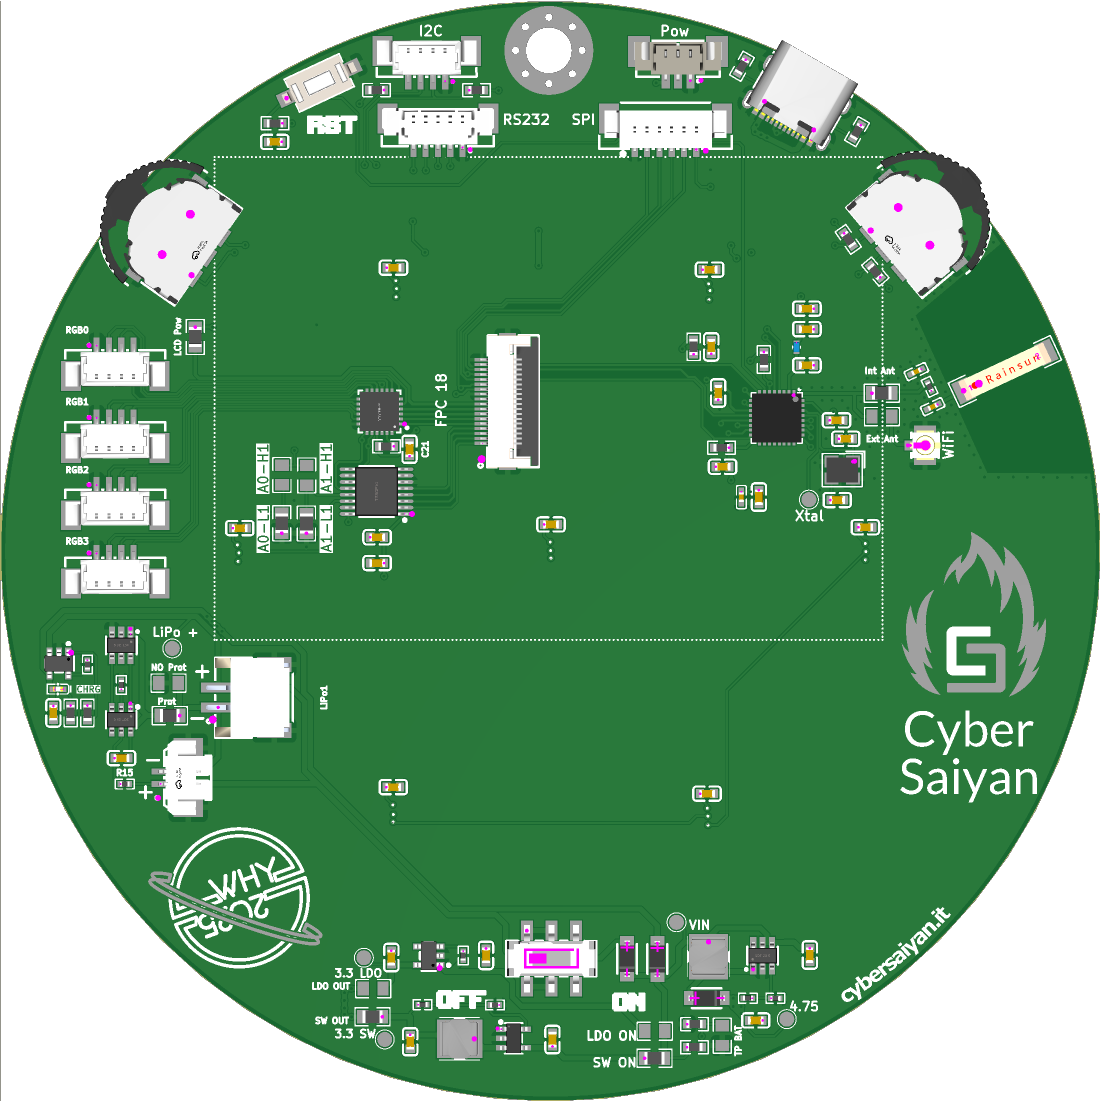 I2C
Pow
RS232
SPI
RBT
RGB0
LCD Pow
RGB1
FPC 18
Int Ant
Rainsun
Ext Ant
WiFi
RGB2
A0-H1
A1-H1
C21
Xtal
A0-L1
A1-L1
RGB3
LiPo +
NO Prot
+
CHRG
Prot
-
LiPo1
-
R15
+
Cyber
Saiyan
WHY
2025
cybersaiyan.it
VIN
3.3 LDO
LDO OUT
OFF
ON
4.75
SW OUT
3.3 SW
LDO ON
TP BAT
SW ON